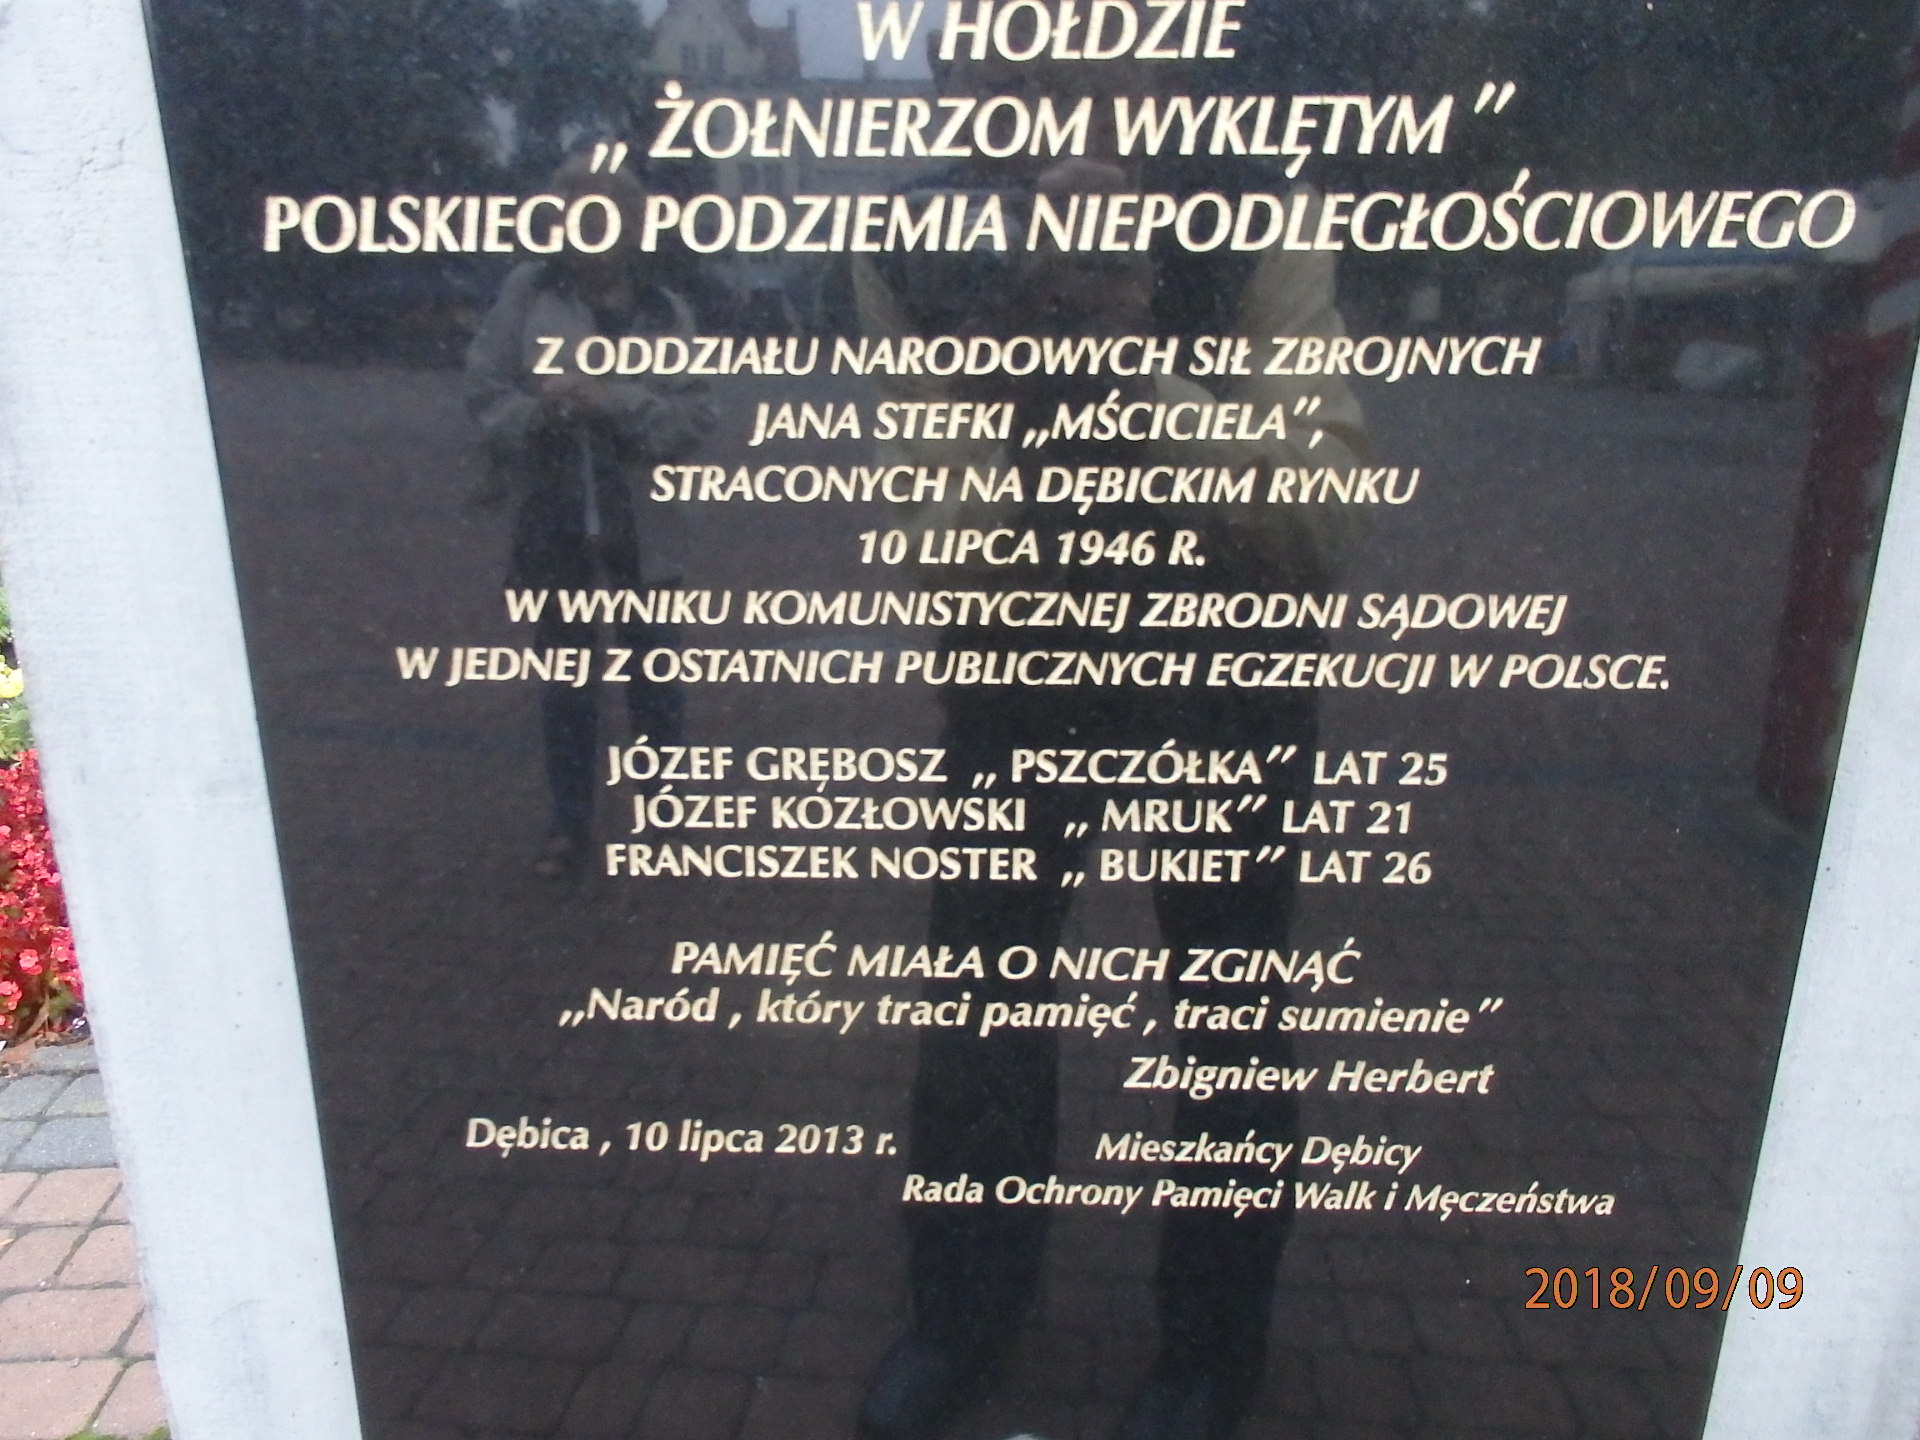 W HOŁDZIE
„ ŻOŁNIERZOM WYKLĘTYM ”
POLSKIEGO PODZIEMIA NIEPODLEGŁOŚCIOWEGO
Z ODDZIAŁU NARODOWYCH SIŁ ZBROJNYCH
JANA STEFKI „MŚCICIELA”,
STRACONYCH NA DĘBICKIM RYNKU
10 LIPCA 1946 R.
W WYNIKU KOMUNISTYCZNEJ ZBRODNI SĄDOWEJ
W JEDNEJ Z OSTATNICH PUBLICZNYCH EGZEKUCJI W POLSCE.
JÓZEF GRĘBOSZ „ PSZCZÓŁKA” LAT 25
JÓZEF KOZŁOWSKI „ MRUK” LAT 21
FRANCISZEK NOSTER „ BUKIET” LAT 26
PAMIĘĆ MIAŁA O NICH ZGINĄĆ
„Naród , który traci pamięć , traci sumienie”
Zbigniew Herbert
Dębica , 10 lipca 2013 r.
Mieszkańcy Dębicy
Rada Ochrony Pamięci Walk i Męczeństwa
2018/09/09